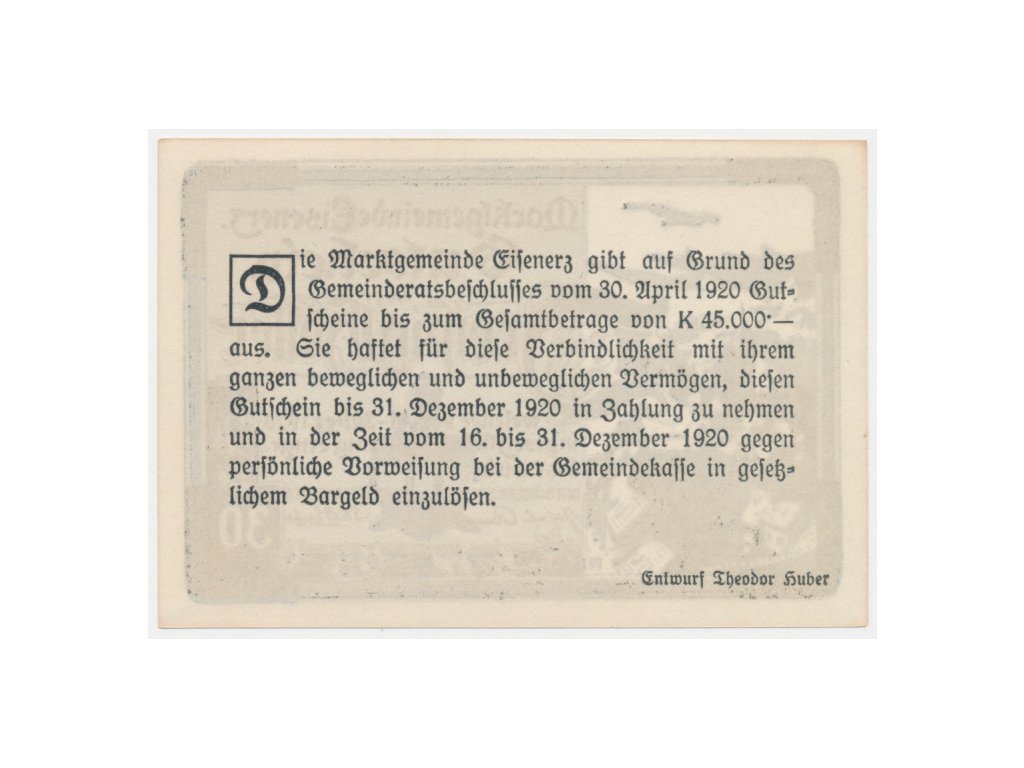 Die Marktgemeinde Eisenerz gibt auf Grund des
Gemeinderatsbeschlusses vom 30. April 1920 Gut-
scheine bis zum Gesamtbetrage von K 45.000·—
aus. Sie haftet für diese Verbindlichkeit mit ihrem
ganzen beweglichen und unbeweglichen Vermögen, diesen
Gutschein bis 31. Dezember 1920 in Zahlung zu nehmen
und in der Zeit vom 16. bis 31. Dezember 1920 gegen
persönliche Vorweisung bei der Gemeindekasse in gesetz-
lichem Bargeld einzulösen.
Marktgemeinde Eisenerz.
30
Entwurf Theodor Huber